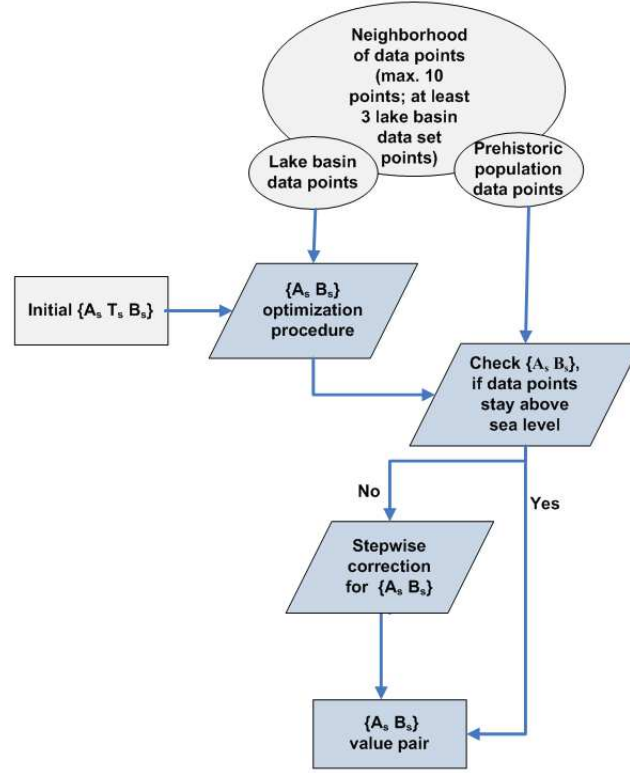 Neighborhood
of data points
(max. 10
points; at least
3 lake basin
data set
points)
Lake basin
data points
Prehistoric
population
data points
Initial {Aₛ Tₛ Bₛ}
{Aₛ Bₛ}
optimization
procedure
Check {Aₛ Bₛ},
if data points
stay above
sea level
No
Yes
Stepwise
correction
for {Aₛ Bₛ}
{Aₛ Bₛ}
value pair